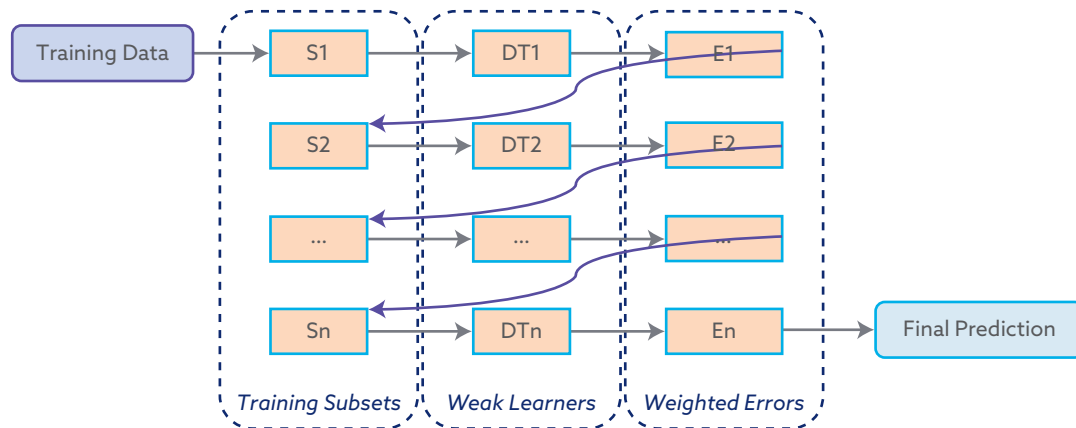 Training Data
S1
DT1
E1
S2
DT2
E2
...
...
...
Sn
DTn
En
Final Prediction
Training Subsets
Weak Learners
Weighted Errors